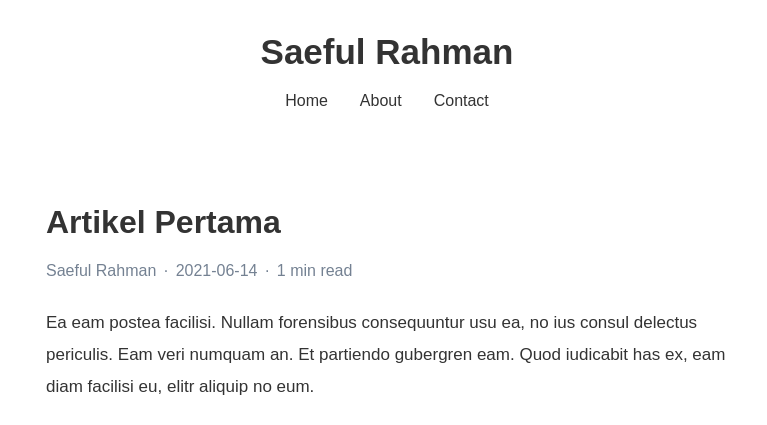 Saeful Rahman
Home About Contact
Artikel Pertama
Saeful Rahman · 2021-06-14 · 1 min read
Ea eam postea facilisi. Nullam forensibus consequuntur usu ea, no ius consul delectus
periculis. Eam veri numquam an. Et partiendo gubergren eam. Quod iudicabit has ex, eam
diam facilisi eu, elitr aliquip no eum.